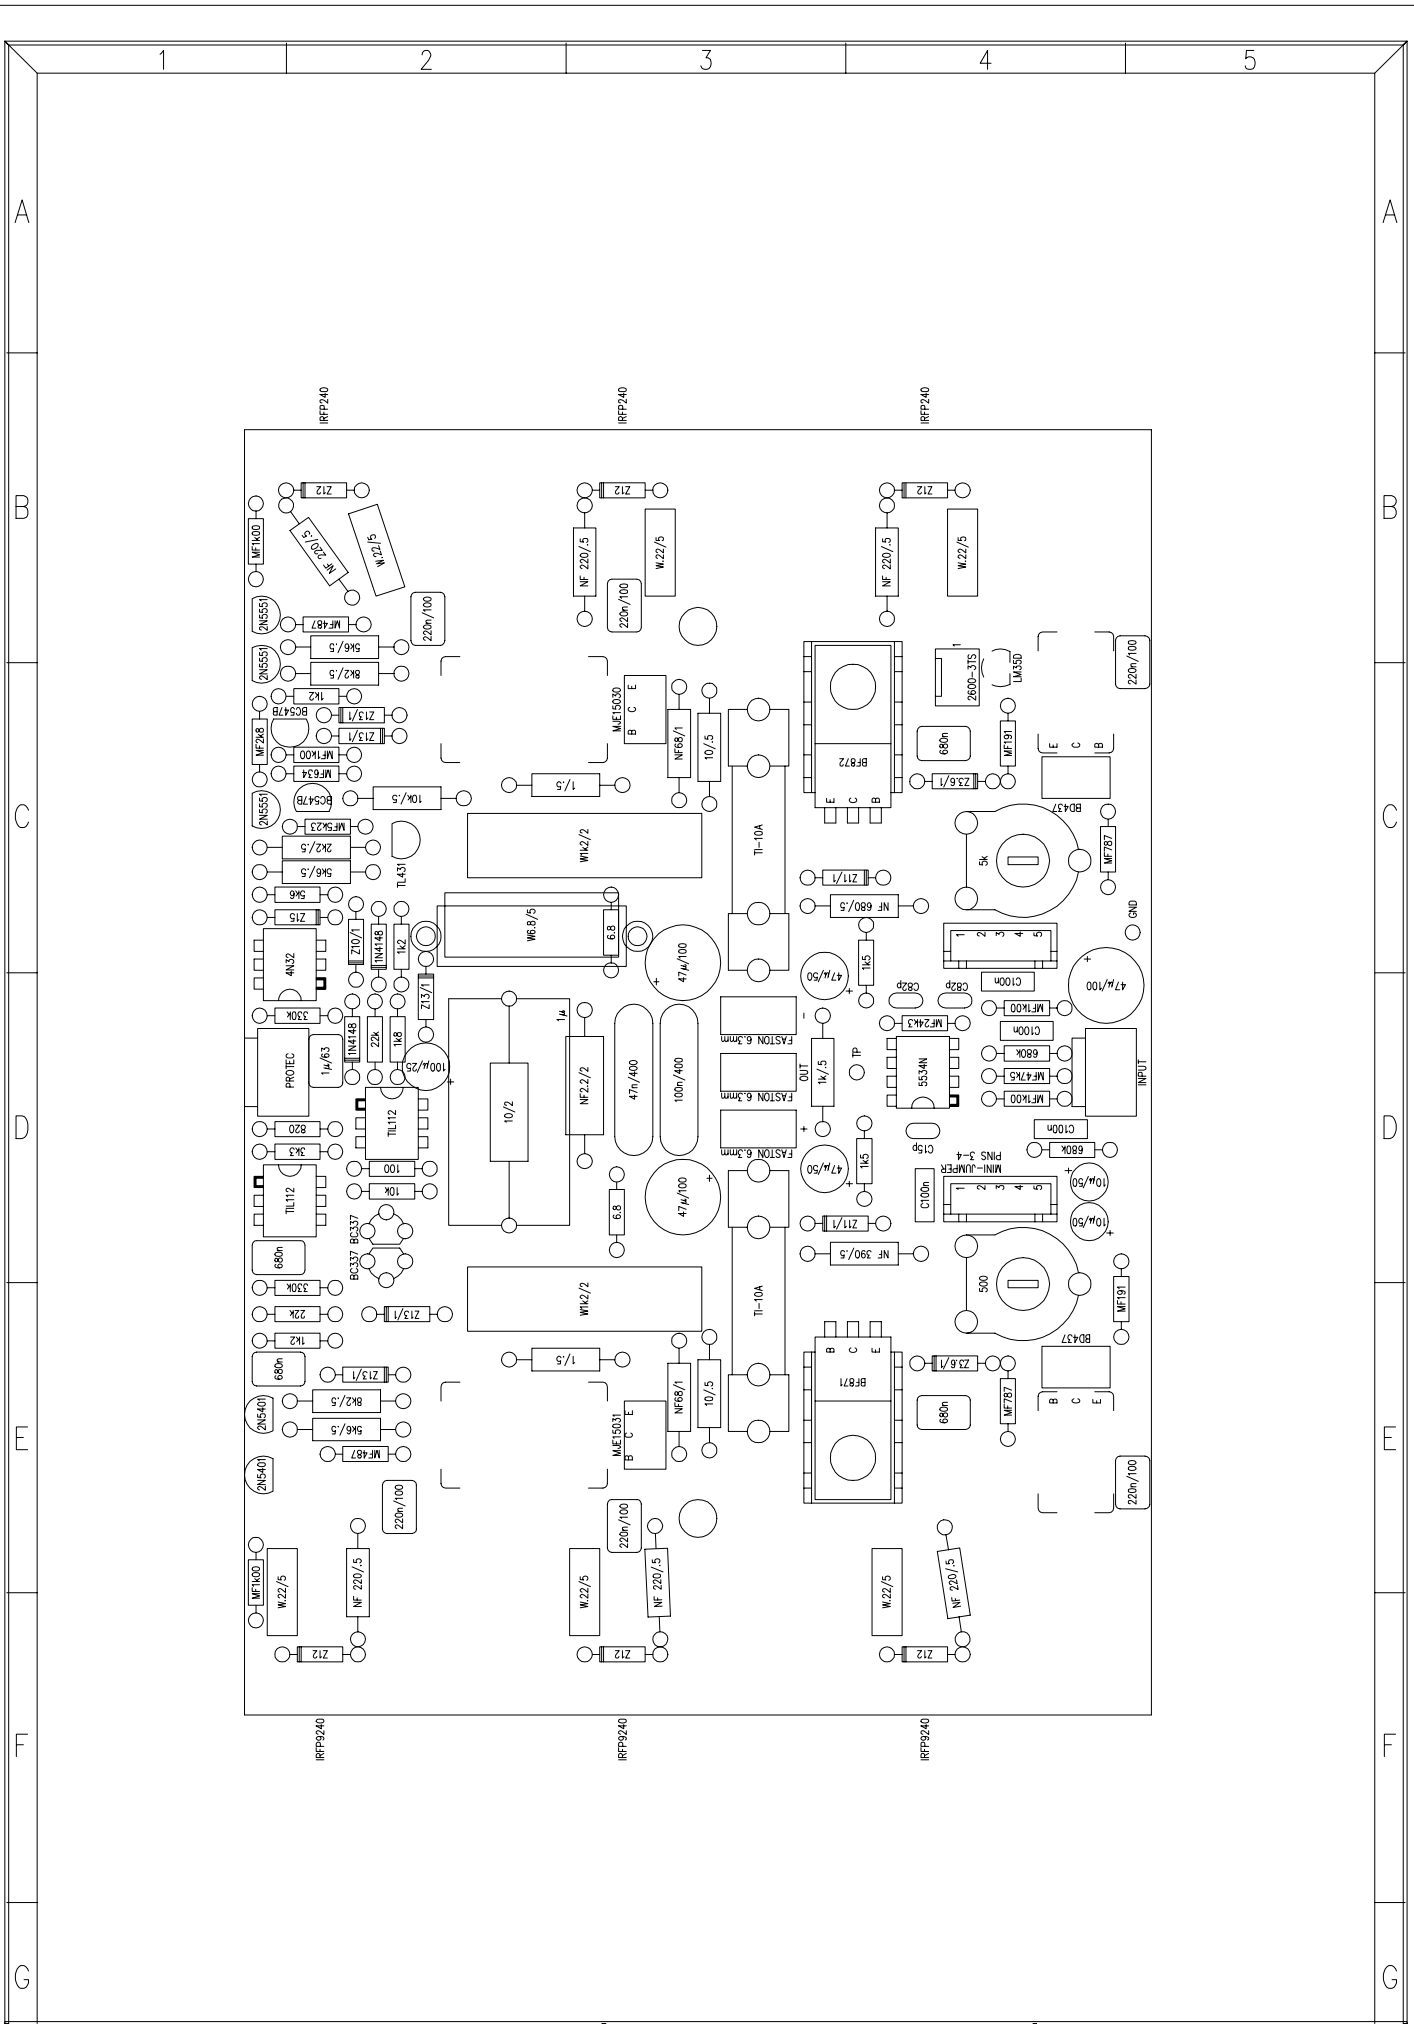 1 2 3 4 5
A A
IRFP240 IRFP240 IRFP240
B B
Z12 Z12 Z12
MF1k00 NF 220/.5 W.22/5 NF 220/.5 W.22/5 NF 220/.5 W.22/5
2N5551 220n/100 220n/100
MF487
5k6/.5
2N5551 8k2/.5 2600-3TS 1 LM35D 220n/100
1k2 MJE15030 B C E
BC547B Z13/1
Z13/1
MF2k8 MF1k00 NF68/1 10/.5 680n MF191 E C B
MF634 BF872
1/.5 Z3.6/1
2N5551 BC547B 10k/.5 E C B BD437
C C
MF5k23
2k2/.5 TL431 W1k2/2 TI-10A 5k MF787
5k6/.5 Z11/1
5k6 NF 680/.5
Z15 GND
4N32 Z10/1 1N4148 1k2 W6.8/5 6.8 1k5 1 2 3 4 5
47µ/100 + 47µ/50 + C100n 47µ/100 +
Z13/1 C82p C82p
330k 1µ FASTON 6.3mm - MF24k3 MF1k00
PROTEC 1µ/63 1N4148 22k 1k8 C100n
100µ/25 + NF2.2/2 47n/400 100n/400 FASTON 6.3mm OUT 1k/.5 TP 5534N 680k
MF47k5 INPUT
TIL112 10/2 MF1k00
D D
820 FASTON 6.3mm + C15p C100n
3k3 100 1k5 680k
10k 47µ/50 + MINI-JUMPER PINS 3-4
TIL112 6.8 47µ/100 + C100n 1 2 3 4 5 10µ/50 +
BC337 Z11/1 10µ/50 +
680n BC337 NF 390/.5
330k 500 MF191
22k Z13/1 W1k2/2 TI-10A
1k2 B C E BD437
680n 1/.5 Z3.6/1
Z13/1 NF68/1 10/.5 BF871 MF787
2N5401 8k2/.5 MJE15031 B C E 680n B C E
5k6/.5
E E
2N5401 MF487 220n/100
220n/100 220n/100
MF1k00 W.22/5 NF 220/.5 W.22/5 NF 220/.5 W.22/5 NF 220/.5
Z12 Z12 Z12
IRFP9240 IRFP9240 IRFP9240
F F
G G